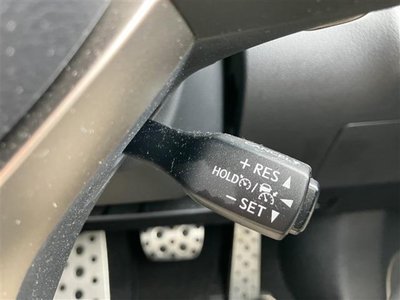 + RES
HOLD /
− SET